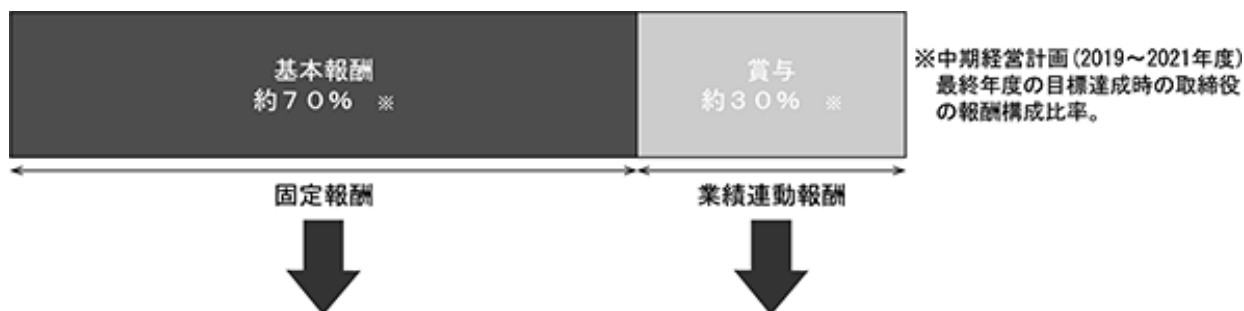 基本報酬
約７０％ ※
賞与
約３０％ ※
※中期経営計画(2019～2021年度)
最終年度の目標達成時の取締役
の報酬構成比率。
固定報酬
業績連動報酬